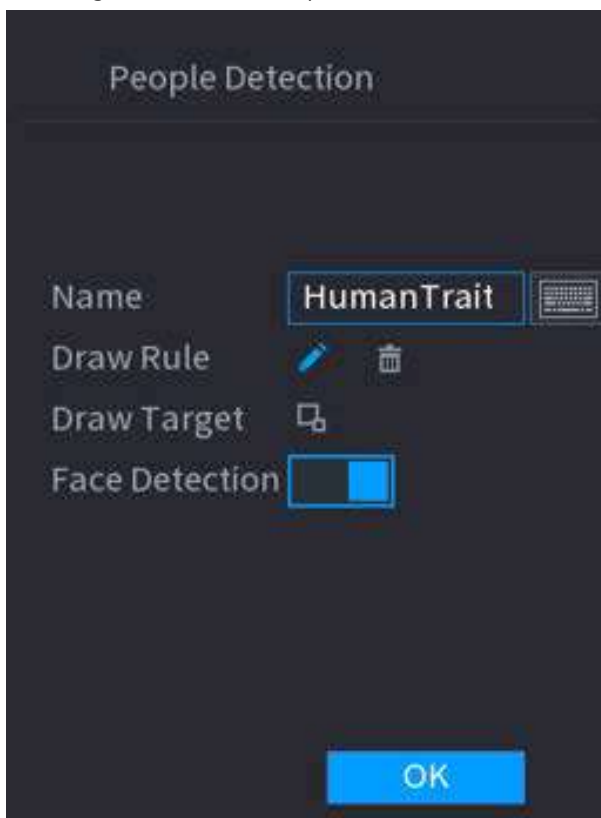 People Detection
Name HumanTrait
Draw Rule
Draw Target
Face Detection
OK